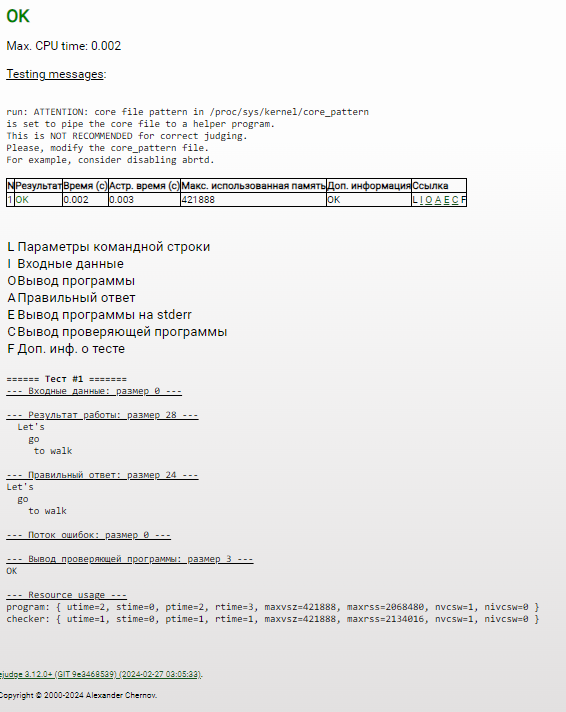 OK
Max. CPU time: 0.002
Testing messages:
run: ATTENTION: core file pattern in /proc/sys/kernel/core_pattern
is set to pipe the core file to a helper program.
This is NOT RECOMMENDED for correct judging.
Please, modify the core_pattern file.
For example, consider disabling abrtd.
N Результат Время (с) Астр. время (с) Макс. использованная память Доп. информация Ссылка
1 OK 0.002 0.003 421888 OK L I O A E C F
L Параметры командной строки
I Входные данные
O Вывод программы
A Правильный ответ
E Вывод программы на stderr
C Вывод проверяющей программы
F Доп. инф. о тесте
====== Тест #1 =======
--- Входные данные: размер 0 ---
--- Результат работы: размер 28 ---
  Let's
    go
     to walk
--- Правильный ответ: размер 24 ---
Let's
  go
    to walk
--- Поток ошибок: размер 0 ---
--- Вывод проверяющей программы: размер 3 ---
OK
--- Resource usage ---
program: { utime=2, stime=0, ptime=2, rtime=3, maxvsz=421888, maxrss=2068480, nvcsw=1, nivcsw=0 }
checker: { utime=1, stime=0, ptime=1, rtime=1, maxvsz=421888, maxrss=2134016, nvcsw=1, nivcsw=0 }
ejudge 3.12.0+ (GIT 9e3468539) (2024-02-27 03:05:33).
Copyright © 2000-2024 Alexander Chernov.